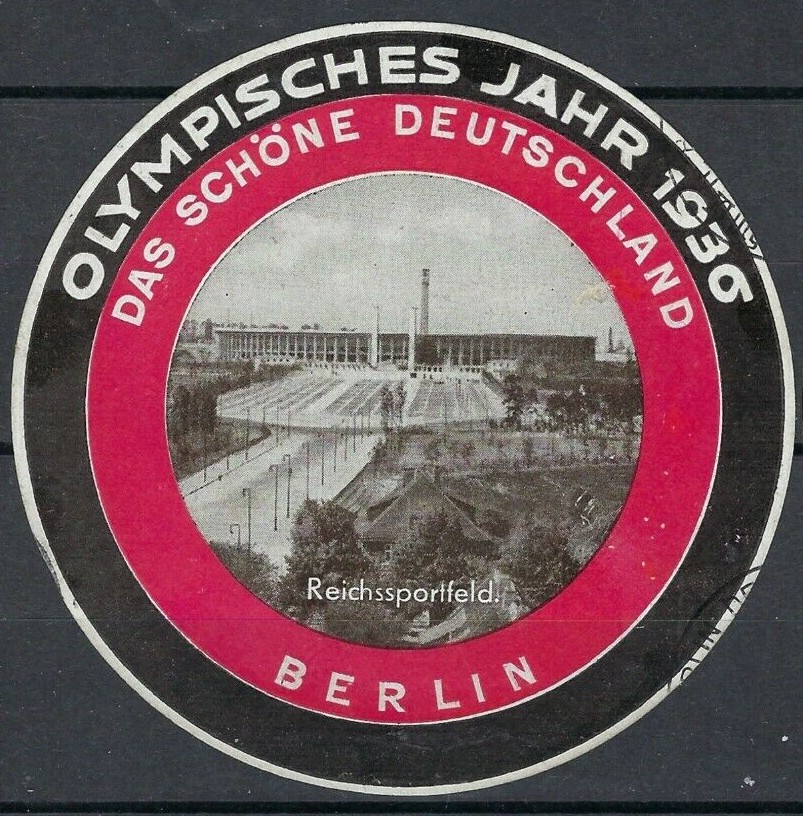 OLYMPISCHES JAHR 1936
DAS SCHÖNE DEUTSCHLAND
Reichssportfeld.
BERLIN